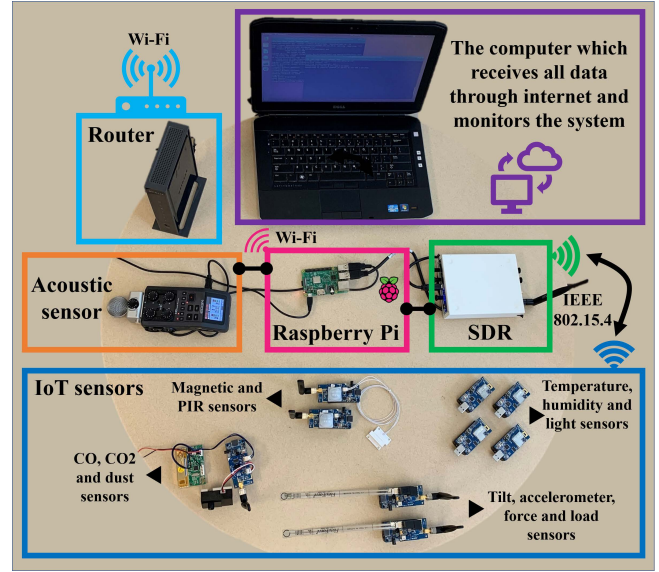 Wi-Fi
Router
The computer which
receives all data
through internet and
monitors the system
Wi-Fi
Acoustic
sensor
Raspberry Pi
SDR
IEEE
802.15.4
IoT sensors
Magnetic and
PIR sensors
Temperature,
humidity and
light sensors
CO, CO2
and dust
sensors
Tilt, accelerometer,
force and load
sensors